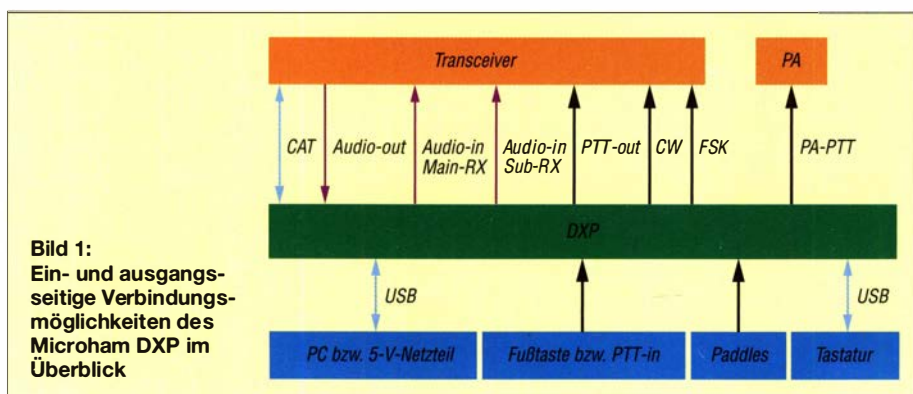 Transceiver
PA
CAT
Audio-out
Audio-in
Main-RX
Audio-in
Sub-RX
PTT-out
CW
FSK
PA-PTT
DXP
Bild 1:
Ein- und ausgangs-
seitige Verbindungs-
möglichkeiten des
Microham DXP im
Überblick
USB
USB
PC bzw. 5-V-Netzteil
Fußtaste bzw. PTT-in
Paddles
Tastatur